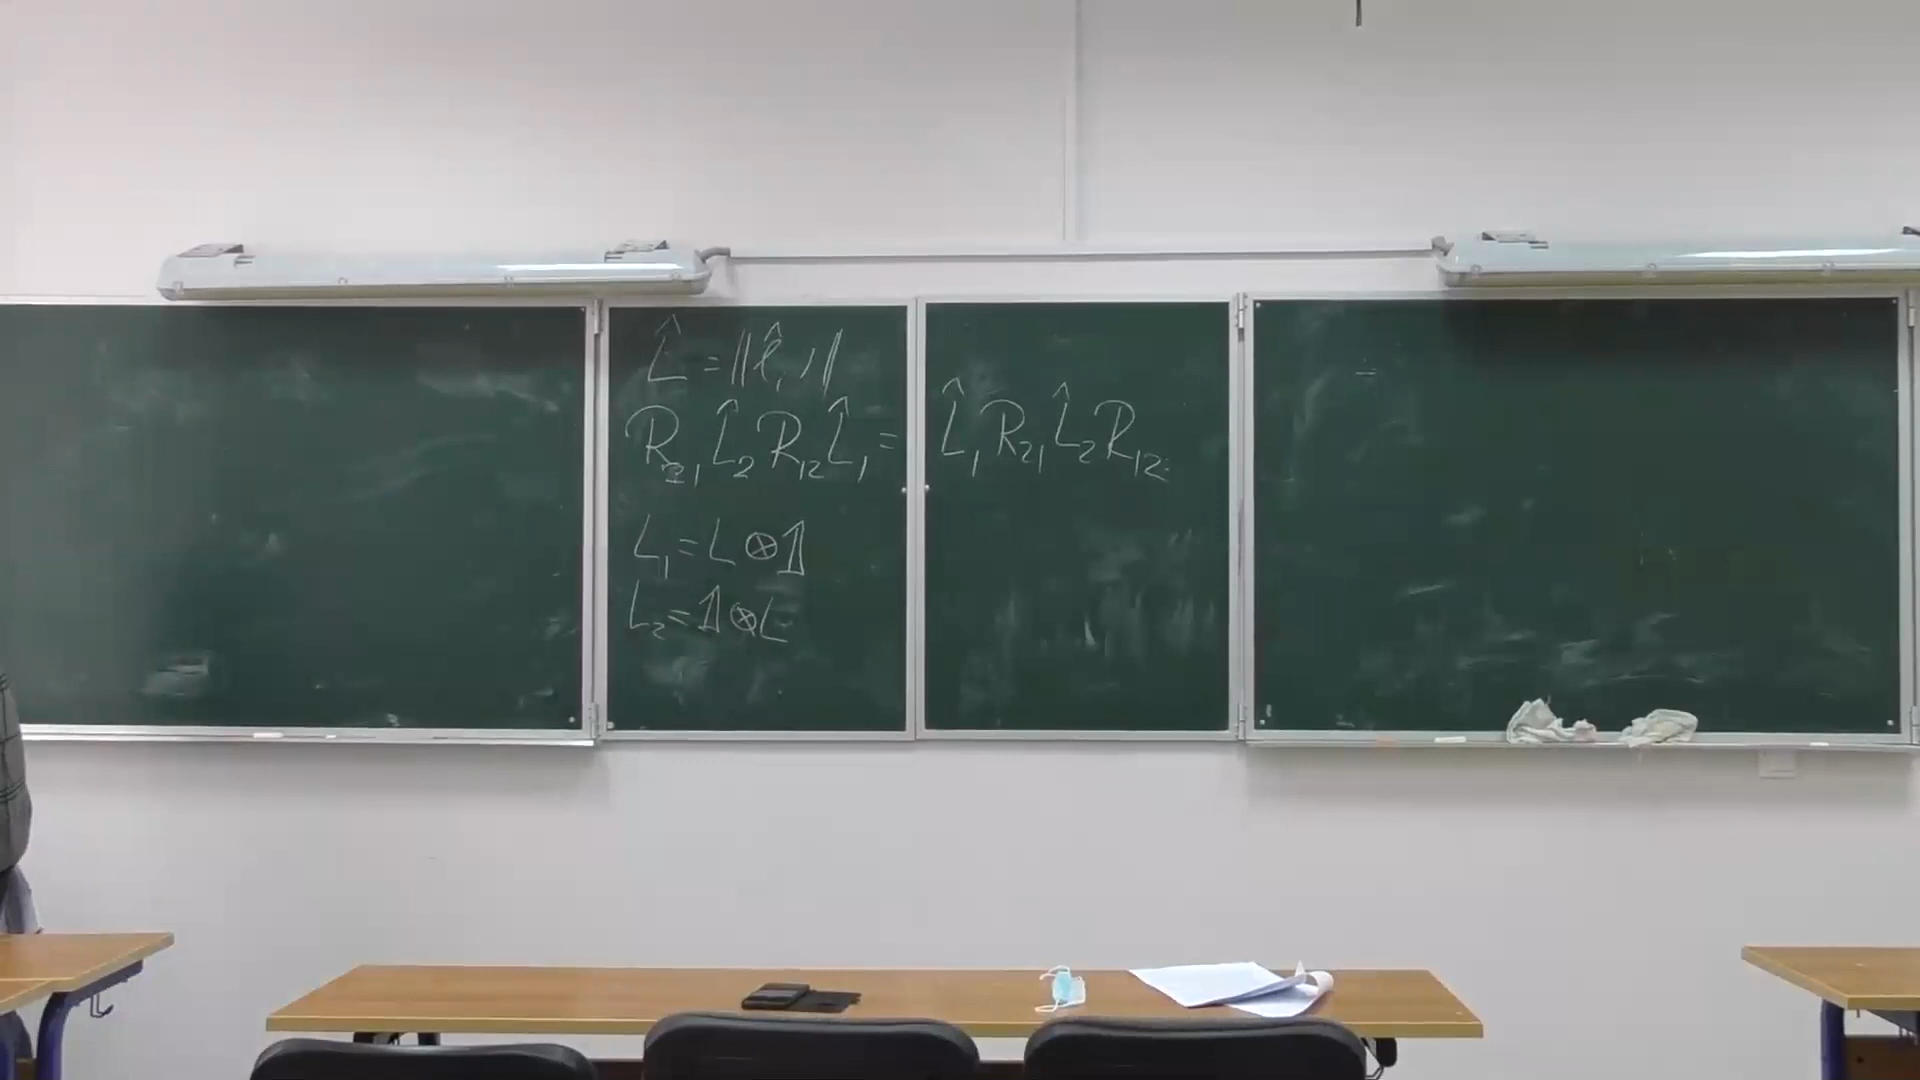 L̂ = ‖ℓ̂ᵢⱼ‖
R₂₁ L̂₂ R₁₂ L̂₁ = L̂₁ R₂₁ L̂₂ R₁₂
L₁ = L ⊗ 𝟙
L₂ = 𝟙 ⊗ L